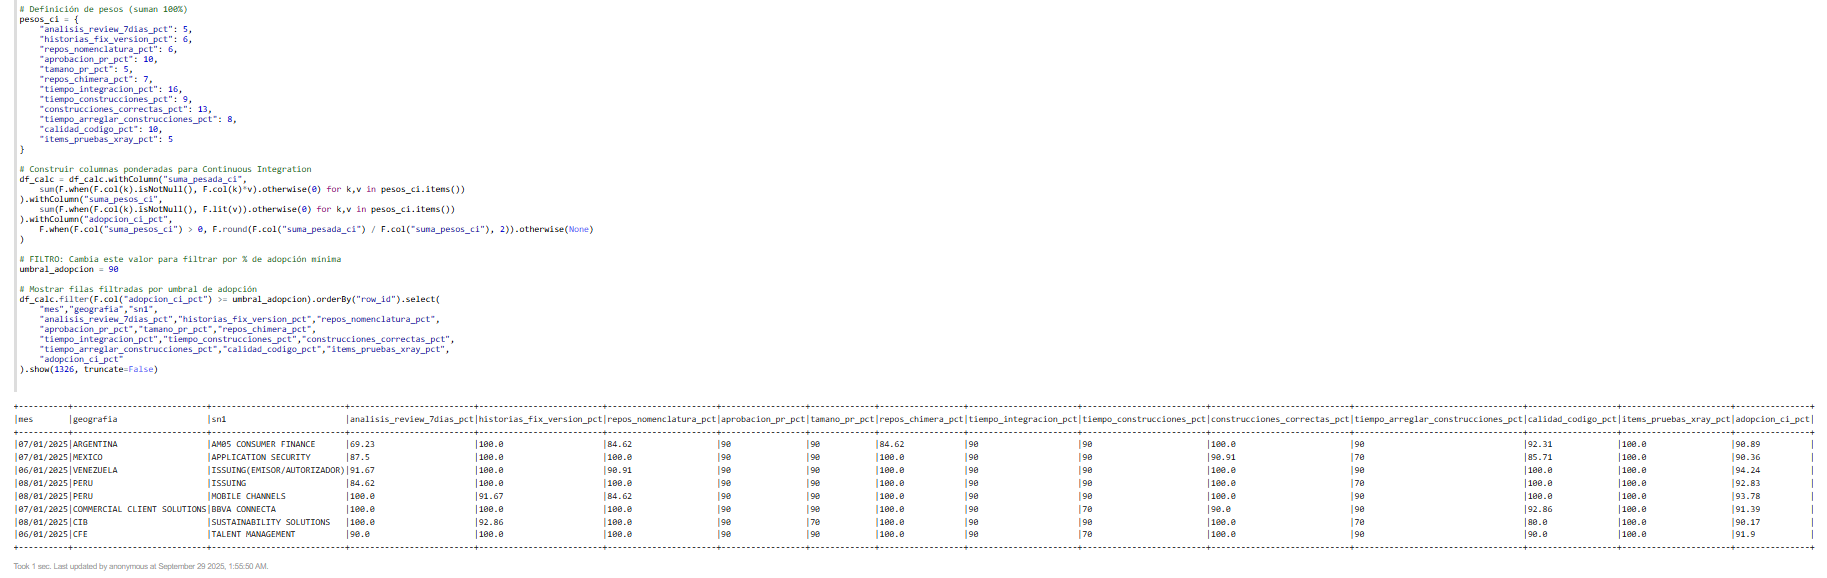 # Definición de pesos (suman 100%)
pesos_ci = {
    "analisis_review_7dias_pct": 5,
    "historias_fix_version_pct": 6,
    "repos_nomenclatura_pct": 6,
    "aprobacion_pr_pct": 10,
    "tamano_pr_pct": 5,
    "repos_chimera_pct": 7,
    "tiempo_integracion_pct": 16,
    "tiempo_construcciones_pct": 9,
    "construcciones_correctas_pct": 13,
    "tiempo_arreglar_construcciones_pct": 8,
    "calidad_codigo_pct": 10,
    "items_pruebas_xray_pct": 5
}
# Construir columnas ponderadas para Continuous Integration
df_calc = df_calc.withColumn("suma_pesada_ci",
    sum(F.when(F.col(k).isNotNull(), F.col(k)*v).otherwise(0) for k,v in pesos_ci.items())
).withColumn("suma_pesos_ci",
    sum(F.when(F.col(k).isNotNull(), F.lit(v)).otherwise(0) for k,v in pesos_ci.items())
).withColumn("adopcion_ci_pct",
    F.when(F.col("suma_pesos_ci") > 0, F.round(F.col("suma_pesada_ci") / F.col("suma_pesos_ci"), 2)).otherwise(None)
)
# FILTRO: Cambia este valor para filtrar por % de adopción mínima
umbral_adopcion = 90
# Mostrar filas filtradas por umbral de adopción
df_calc.filter(F.col("adopcion_ci_pct") >= umbral_adopcion).orderBy("row_id").select(
    "mes","geografia","sn1",
    "analisis_review_7dias_pct","historias_fix_version_pct","repos_nomenclatura_pct",
    "aprobacion_pr_pct","tamano_pr_pct","repos_chimera_pct",
    "tiempo_integracion_pct","tiempo_construcciones_pct","construcciones_correctas_pct",
    "tiempo_arreglar_construcciones_pct","calidad_codigo_pct","items_pruebas_xray_pct",
    "adopcion_ci_pct"
).show(1326, truncate=False)
|mes |geografia |sn1 |analisis_review_7dias_pct|historias_fix_version_pct|repos_nomenclatura_pct|aprobacion_pr_pct|tamano_pr_pct|repos_chimera_pct|tiempo_integracion_pct|tiempo_construcciones_pct|construcciones_correctas_pct|tiempo_arreglar_construcciones_pct|calidad_codigo_pct|items_pruebas_xray_pct|adopcion_ci_pct|
|07/01/2025|ARGENTINA |AM05 CONSUMER FINANCE |69.23 |100.0 |84.62 |90 |90 |84.62 |90 |90 |100.0 |90 |92.31 |100.0 |90.89 |
|07/01/2025|MEXICO |APPLICATION SECURITY |87.5 |100.0 |100.0 |90 |90 |100.0 |90 |90 |90.91 |70 |85.71 |100.0 |90.36 |
|06/01/2025|VENEZUELA |ISSUING(EMISOR/AUTORIZADOR)|91.67 |100.0 |90.91 |90 |90 |100.0 |90 |90 |100.0 |90 |100.0 |100.0 |94.24 |
|08/01/2025|PERU |ISSUING |84.62 |100.0 |100.0 |90 |90 |100.0 |90 |90 |100.0 |70 |100.0 |100.0 |92.83 |
|08/01/2025|PERU |MOBILE CHANNELS |100.0 |91.67 |84.62 |90 |90 |100.0 |90 |90 |100.0 |90 |100.0 |100.0 |93.78 |
|07/01/2025|COMMERCIAL CLIENT SOLUTIONS|BBVA CONNECTA |100.0 |100.0 |100.0 |90 |90 |100.0 |90 |70 |90.0 |90 |92.86 |100.0 |91.39 |
|08/01/2025|CIB |SUSTAINABILITY SOLUTIONS |100.0 |92.86 |100.0 |90 |70 |100.0 |90 |90 |100.0 |70 |80.0 |100.0 |90.17 |
|06/01/2025|CFE |TALENT MANAGEMENT |90.0 |100.0 |100.0 |90 |90 |100.0 |90 |70 |100.0 |90 |90.0 |100.0 |91.9 |
Took 1 sec. Last updated by anonymous at September 29 2025, 1:55:50 AM.